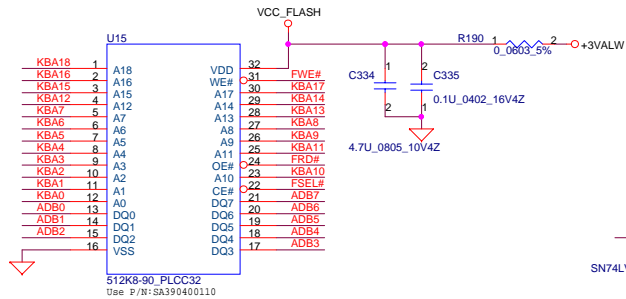 VCC_FLASH
U15
R190
1
2
0_0603_5%
+3VALW
KBA18 1 A18 VDD 32
KBA16 2 A16 WE# 31 FWE#
KBA15 3 A15 A17 30 KBA17
KBA12 4 A12 A14 29 KBA14
KBA7 5 A7 A13 28 KBA13
KBA6 6 A6 A8 27 KBA8
KBA5 7 A5 A9 26 KBA9
KBA4 8 A4 A11 25 KBA11
KBA3 9 A3 OE# 24 FRD#
KBA2 10 A2 A10 23 KBA10
KBA1 11 A1 CE# 22 FSEL#
KBA0 12 A0 DQ7 21 ADB7
ADB0 13 DQ0 DQ6 20 ADB6
ADB1 14 DQ1 DQ5 19 ADB5
ADB2 15 DQ2 DQ4 18 ADB4
16 VSS DQ3 17 ADB3
C334
1
2
C335
2
1
0.1U_0402_16V4Z
4.7U_0805_10V4Z
512K8-90_PLCC32
Use P/N:SA390400110